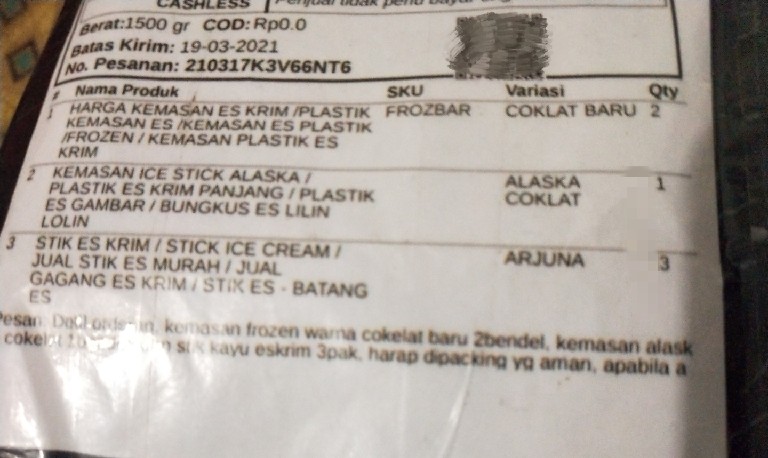 CASHLESS Penjual tidak perlu bayar
Berat:1500 gr COD: Rp0.0
Batas Kirim: 19-03-2021
No. Pesanan: 210317K3V66NT6
# Nama Produk SKU Variasi Qty
1 HARGA KEMASAN ES KRIM /PLASTIK FROZBAR COKLAT BARU 2
KEMASAN ES /KEMASAN ES PLASTIK
/FROZEN / KEMASAN PLASTIK ES
KRIM
2 KEMASAN ICE STICK ALASKA / ALASKA 1
PLASTIK ES KRIM PANJANG / PLASTIK COKLAT
ES GAMBAR / BUNGKUS ES LILIN
LOLIN
3 STIK ES KRIM / STICK ICE CREAM / ARJUNA 3
JUAL STIK ES MURAH / JUAL
GAGANG ES KRIM / STIK ES - BATANG
ES
kemasan frozen warna cokelat baru 2bendel, kemasan alask
kayu eskrim 3pak, harap dipacking yg aman, apabila a